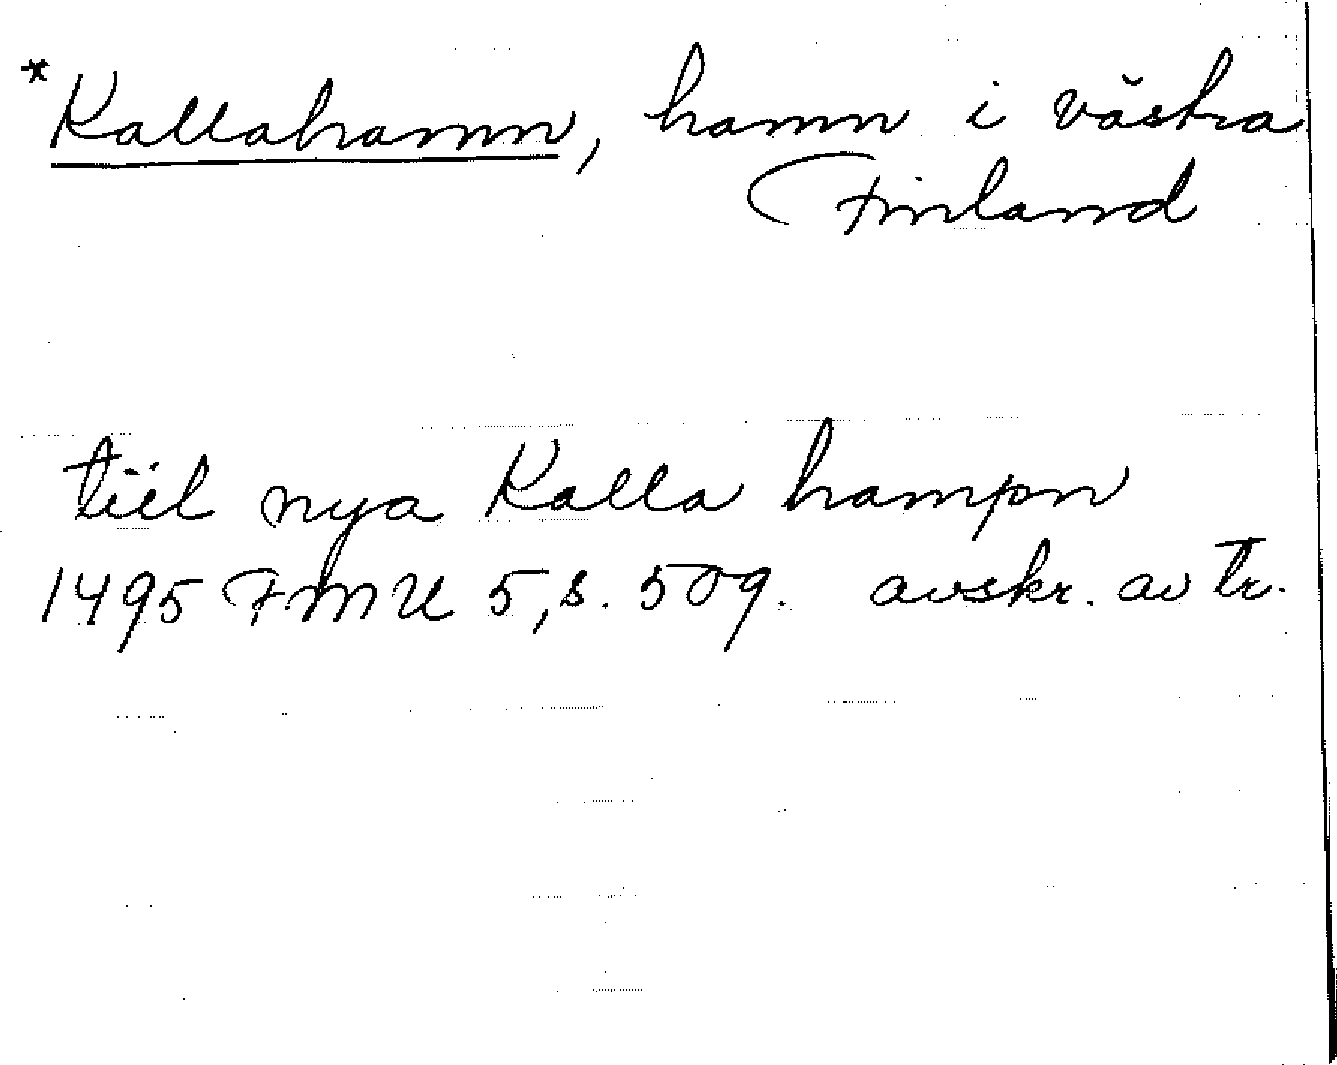 *Kallahamn, hamn i västra
Finland
tiil nya Kalla hampn
1495 FMU 5, s. 509. avskr. av tr.